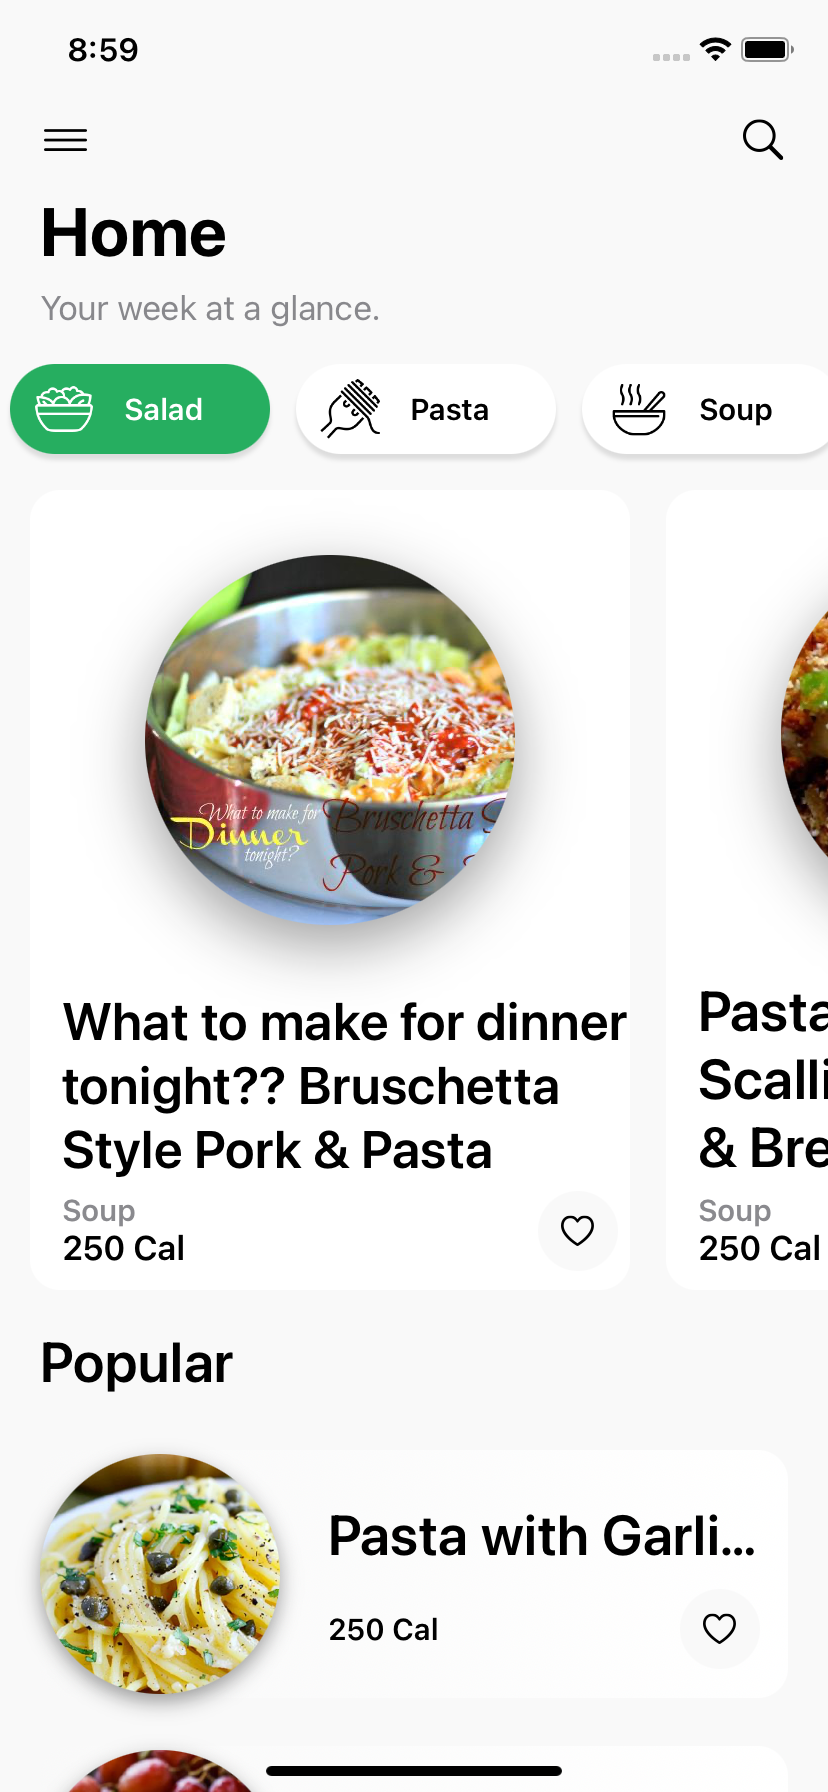 8:59
Home
Your week at a glance.
Salad
Pasta
Soup
What to make for
Dinner
tonight?
Bruschetta
Pork &
What to make for dinner
tonight?? Bruschetta
Style Pork & Pasta
Soup
250 Cal
Pasta
Scalli
& Bre
Soup
250 Cal
Popular
Pasta with Garli...
250 Cal